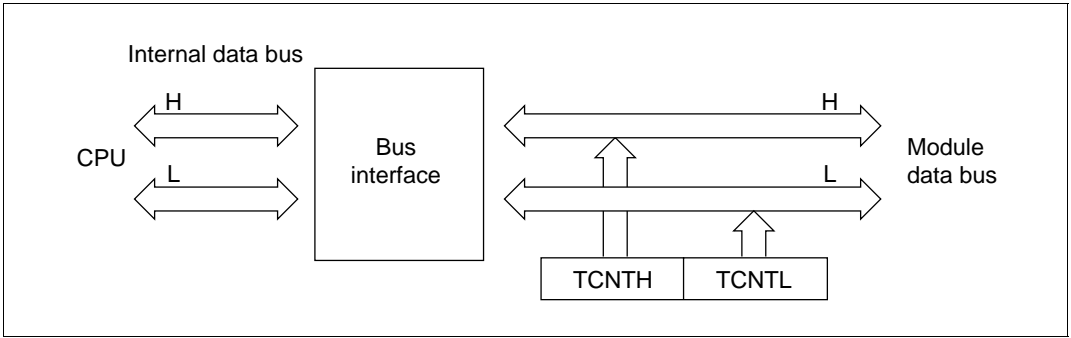 Internal data bus
H
H
CPU
Bus
interface
Module
data bus
L
L
TCNTH
TCNTL